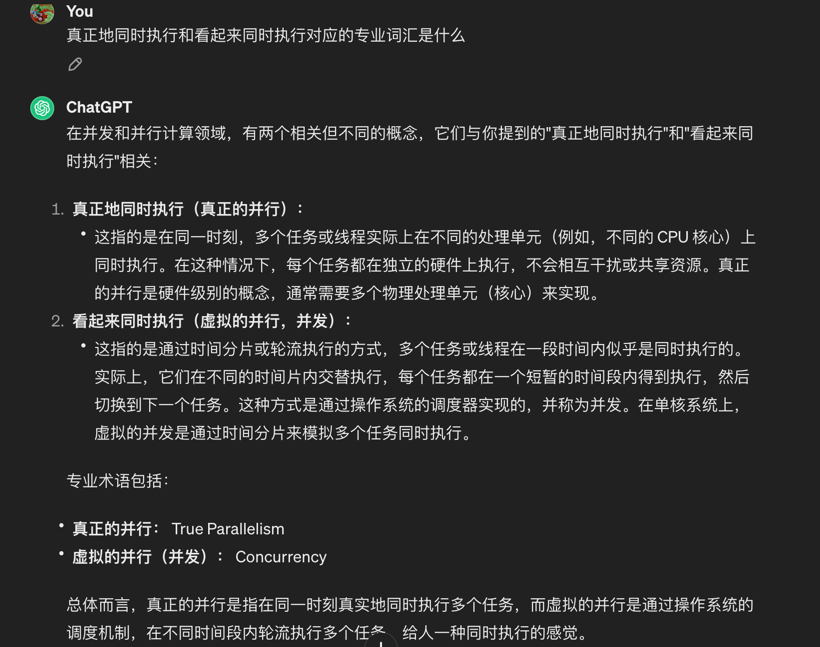 You
真正地同时执行和看起来同时执行对应的专业词汇是什么
ChatGPT
在并发和并行计算领域，有两个相关但不同的概念，它们与你提到的"真正地同时执行"和"看起来同
时执行"相关：
1. 真正地同时执行（真正的并行）：
• 这指的是在同一时刻，多个任务或线程实际上在不同的处理单元（例如，不同的 CPU 核心）上
同时执行。在这种情况下，每个任务都在独立的硬件上执行，不会相互干扰或共享资源。真正
的并行是硬件级别的概念，通常需要多个物理处理单元（核心）来实现。
2. 看起来同时执行（虚拟的并行，并发）：
• 这指的是通过时间分片或轮流执行的方式，多个任务或线程在一段时间内似乎是同时执行的。
实际上，它们在不同的时间片内交替执行，每个任务都在一个短暂的时间段内得到执行，然后
切换到下一个任务。这种方式是通过操作系统的调度器实现的，并称为并发。在单核系统上，
虚拟的并发是通过时间分片来模拟多个任务同时执行。
专业术语包括：
• 真正的并行： True Parallelism
• 虚拟的并行（并发）： Concurrency
总体而言，真正的并行是指在同一时刻真实地同时执行多个任务，而虚拟的并行是通过操作系统的
调度机制，在不同时间段内轮流执行多个任务，给人一种同时执行的感觉。